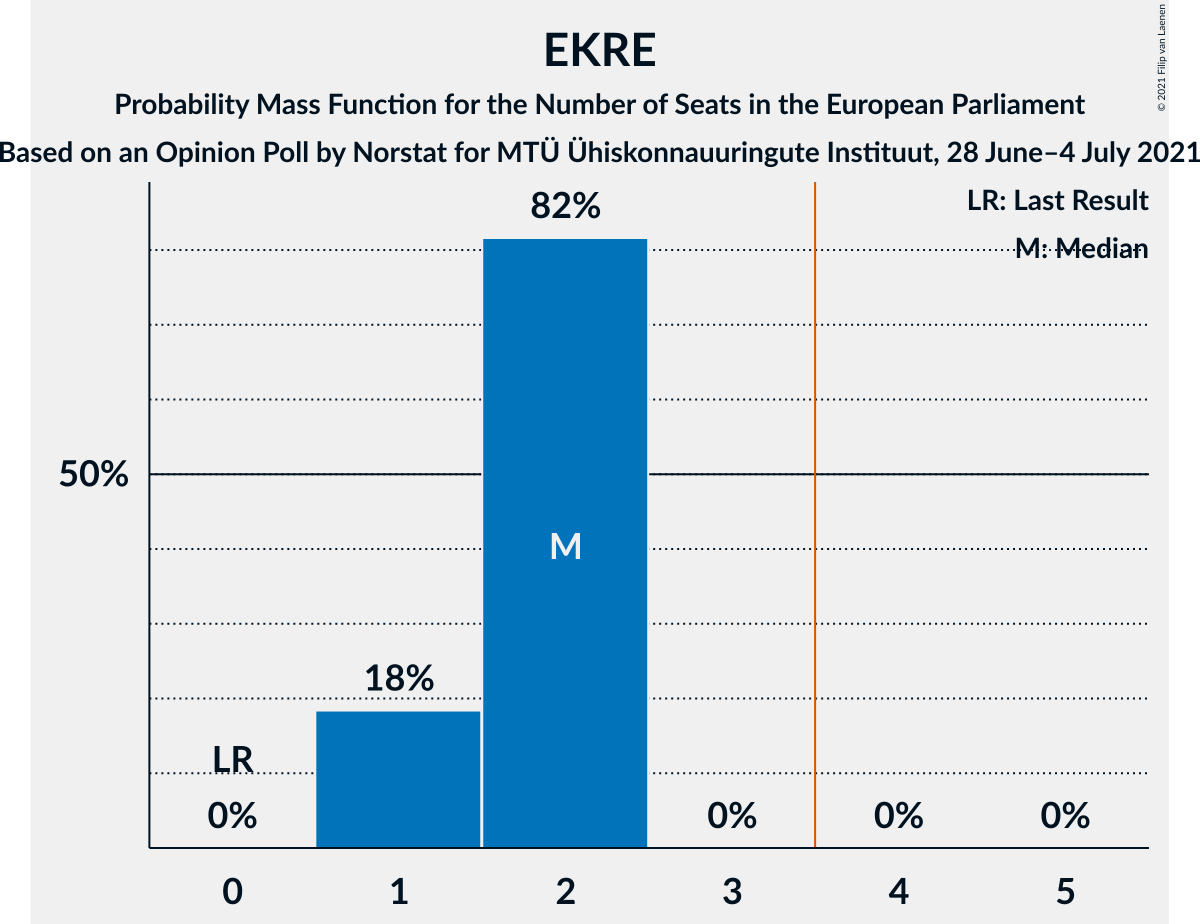 EKRE
Probability Mass Function for the Number of Seats in the European Parliament
Based on an Opinion Poll by Norstat for MTÜ Ühiskonnauuringute Instituut, 28 June–4 July 2021
© 2021 Filip van Laenen
LR: Last Result
M: Median
82%
50%
M
18%
LR
0%
0%
0%
0%
0
1
2
3
4
5